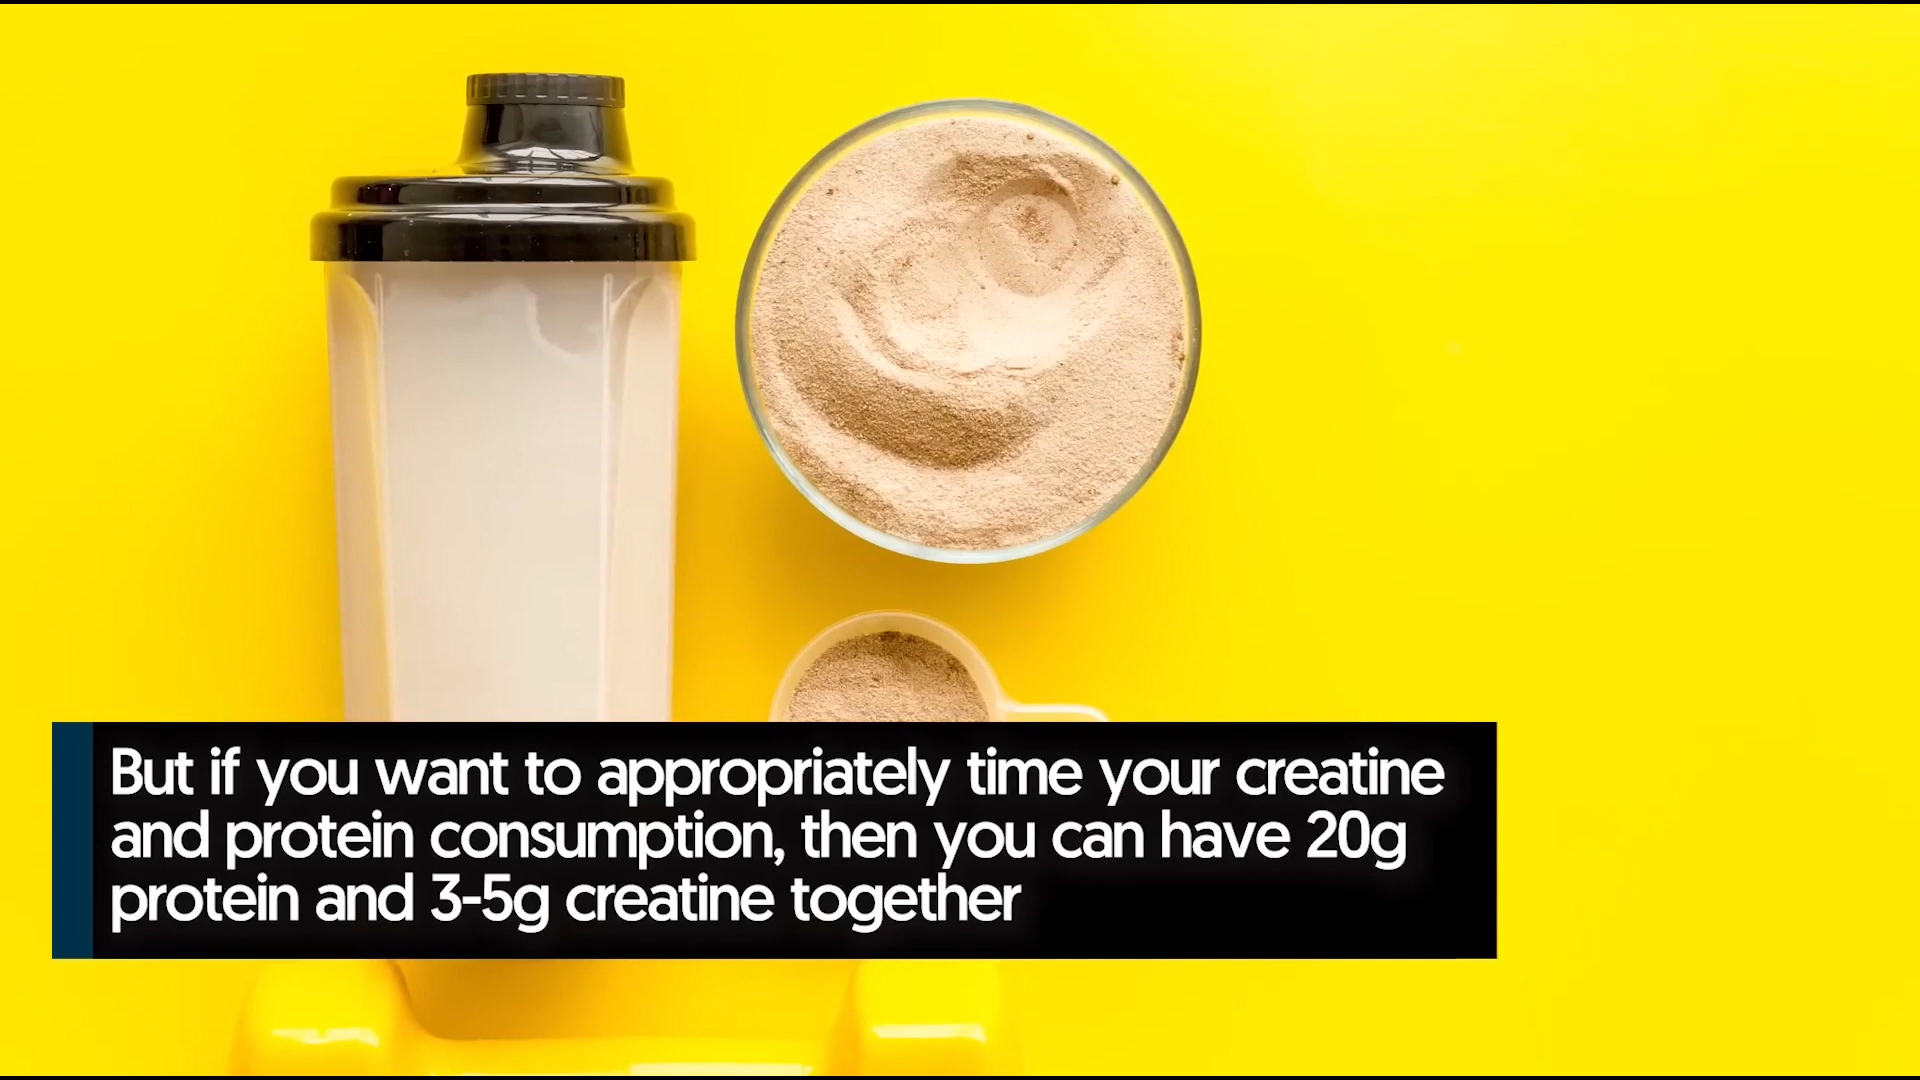 But if you want to appropriately time your creatine
and protein consumption, then you can have 20g
protein and 3-5g creatine together